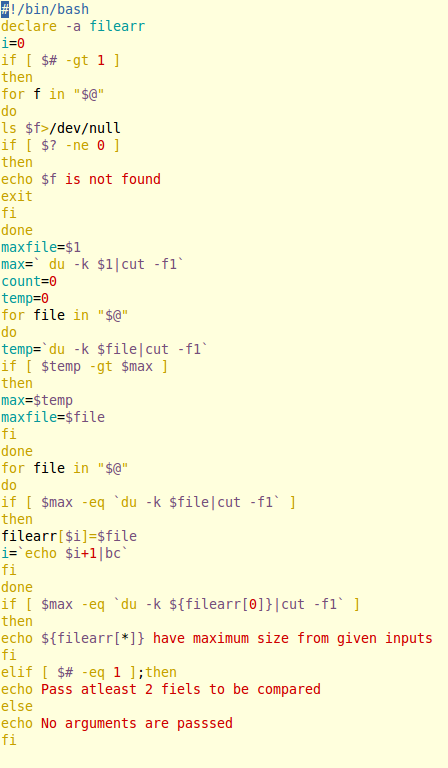 #!/bin/bash
declare -a filearr
i=0
if [ $# -gt 1 ]
then
for f in "$@"
do
ls $f>/dev/null
if [ $? -ne 0 ]
then
echo $f is not found
exit
fi
done
maxfile=$1
max=` du -k $1|cut -f1`
count=0
temp=0
for file in "$@"
do
temp=`du -k $file|cut -f1`
if [ $temp -gt $max ]
then
max=$temp
maxfile=$file
fi
done
for file in "$@"
do
if [ $max -eq `du -k $file|cut -f1` ]
then
filearr[$i]=$file
i=`echo $i+1|bc`
fi
done
if [ $max -eq `du -k ${filearr[0]}|cut -f1` ]
then
echo ${filearr[*]} have maximum size from given inputs
fi
elif [ $# -eq 1 ];then
echo Pass atleast 2 fiels to be compared
else
echo No arguments are passsed
fi